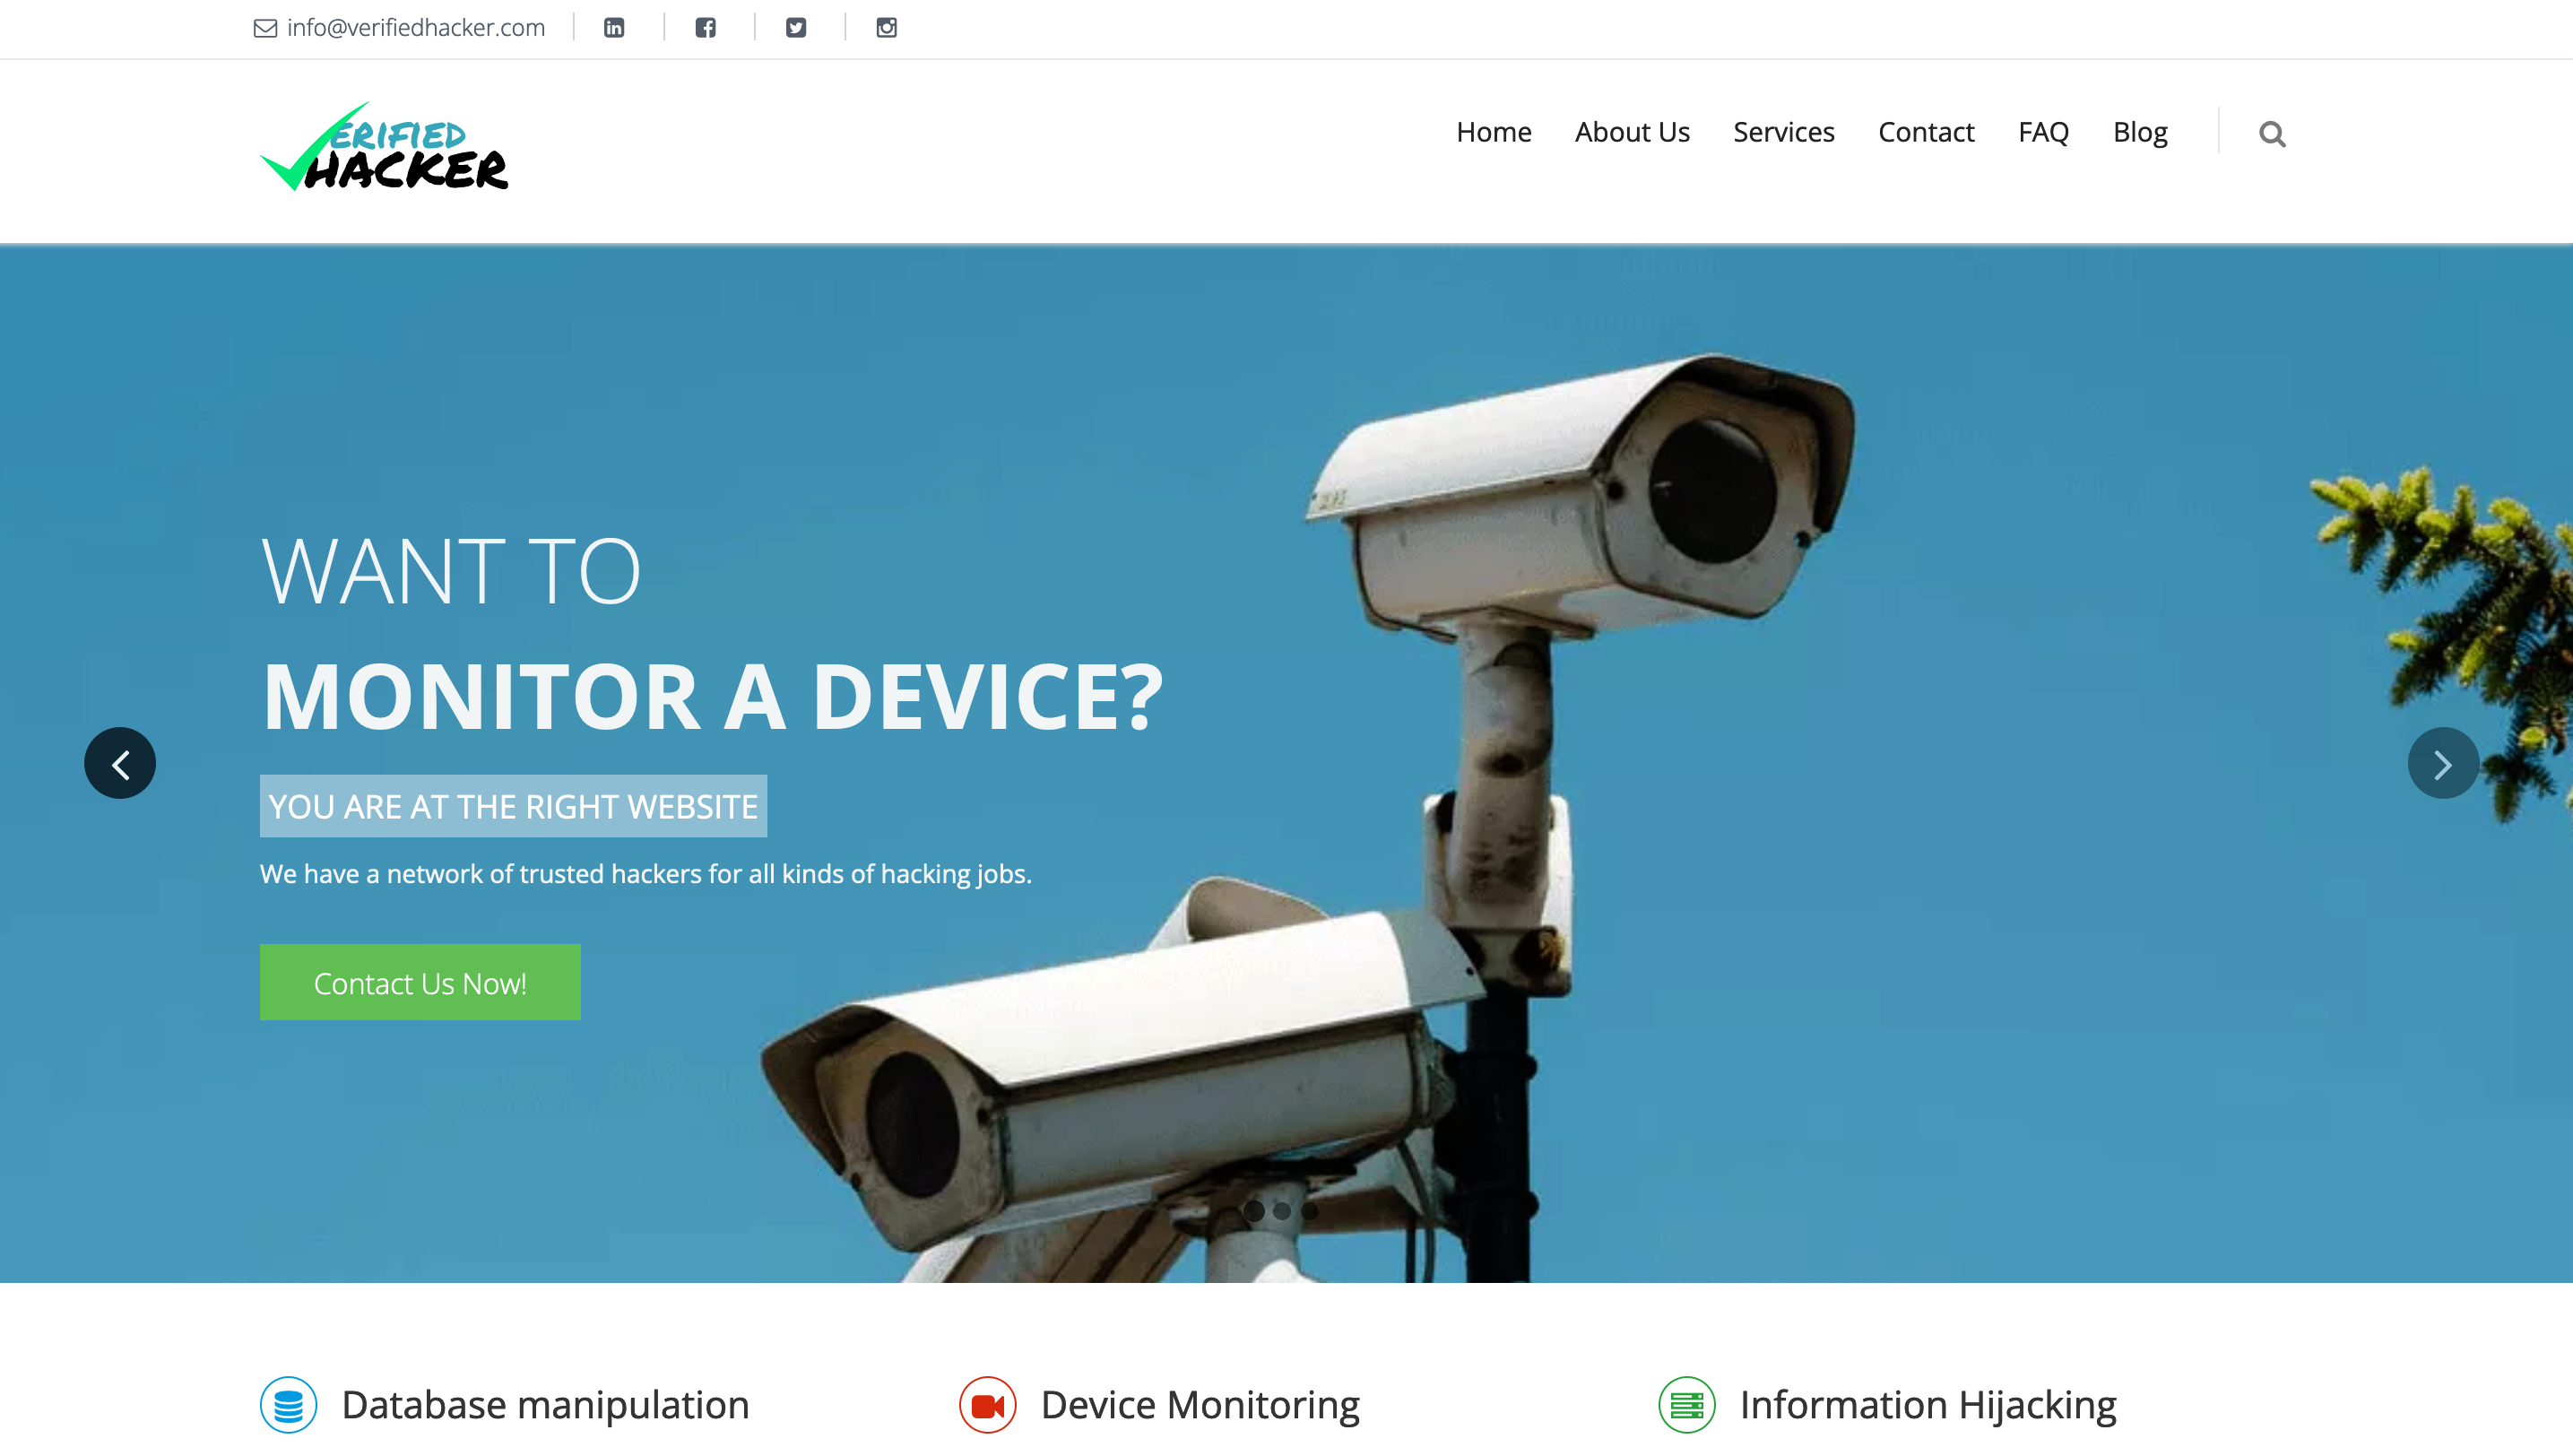 info@verifiedhacker.com
ERIFIED
HACKER
Home About Us Services Contact FAQ Blog
WANT TO
MONITOR A DEVICE?
YOU ARE AT THE RIGHT WEBSITE
We have a network of trusted hackers for all kinds of hacking jobs.
Contact Us Now!
Database manipulation
Device Monitoring
Information Hijacking